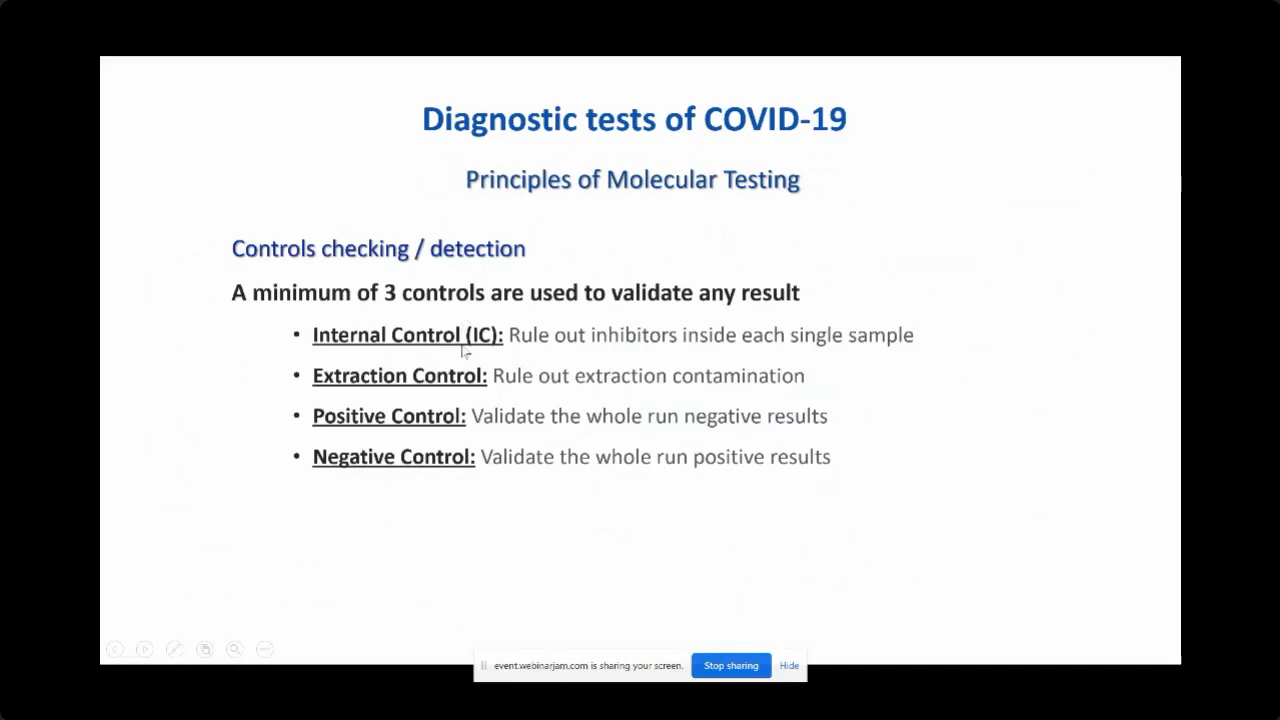 Diagnostic tests of COVID-19
Principles of Molecular Testing
Controls checking / detection
A minimum of 3 controls are used to validate any result
• Internal Control (IC): Rule out inhibitors inside each single sample
• Extraction Control: Rule out extraction contamination
• Positive Control: Validate the whole run negative results
• Negative Control: Validate the whole run positive results
event.webinarjam.com is sharing your screen. Stop sharing Hide